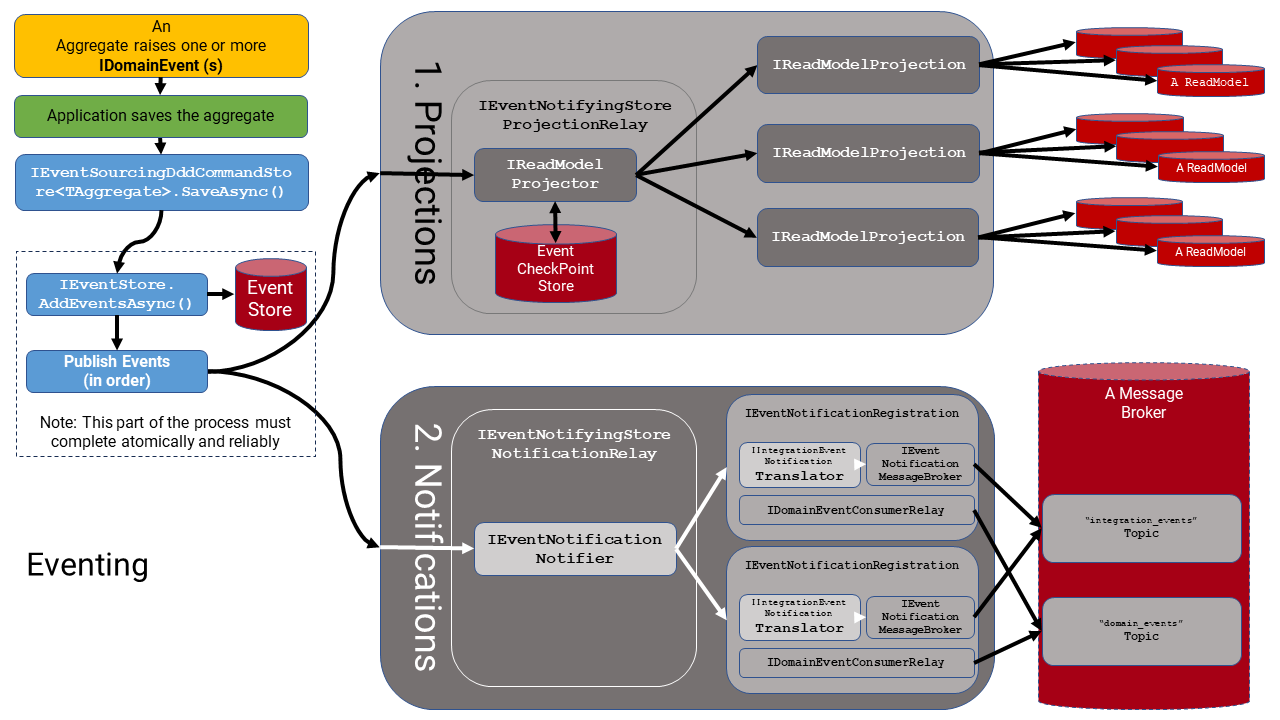 An
Aggregate raises one or more
IDomainEvent (s)
Application saves the aggregate
IEventSourcingDddCommandSto
re<TAggregate>.SaveAsync()
IEventStore.
AddEventsAsync()
Event
Store
Publish Events
(in order)
Note: This part of the process must
complete atomically and reliably
Eventing
1. Projections
IEventNotifyingStore
ProjectionRelay
IReadModel
Projector
Event
CheckPoint
Store
IReadModelProjection
A ReadModel
IReadModelProjection
A ReadModel
IReadModelProjection
A ReadModel
2. Notifications
IEventNotifyingStore
NotificationRelay
IEventNotification
Notifier
IEventNotificationRegistration
IIntegrationEvent
Notification
Translator
IEvent
Notification
MessageBroker
IDomainEventConsumerRelay
IEventNotificationRegistration
IIntegrationEvent
Notification
Translator
IEvent
Notification
MessageBroker
IDomainEventConsumerRelay
A Message
Broker
“integration_events”
Topic
“domain_events”
Topic